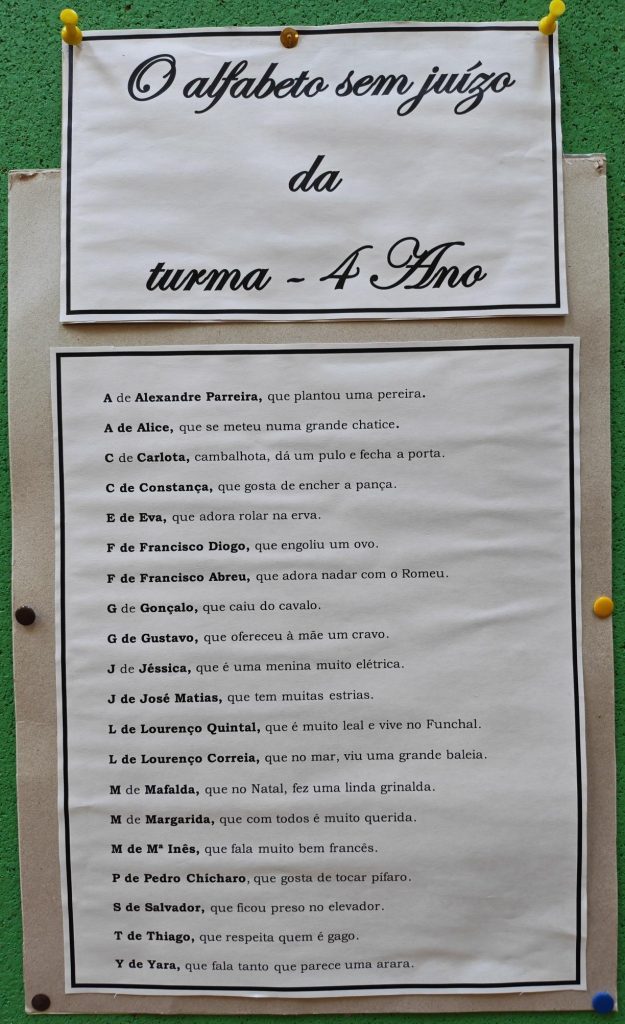 O alfabeto sem juízo
da
turma - 4 Ano
A de Alexandre Parreira, que plantou uma pereira.
A de Alice, que se meteu numa grande chatice.
C de Carlota, cambalhota, dá um pulo e fecha a porta.
C de Constança, que gosta de encher a pança.
E de Eva, que adora rolar na erva.
F de Francisco Diogo, que engoliu um ovo.
F de Francisco Abreu, que adora nadar com o Romeu.
G de Gonçalo, que caiu do cavalo.
G de Gustavo, que ofereceu à mãe um cravo.
J de Jéssica, que é uma menina muito elétrica.
J de José Matias, que tem muitas estrias.
L de Lourenço Quintal, que é muito leal e vive no Funchal.
L de Lourenço Correia, que no mar, viu uma grande baleia.
M de Mafalda, que no Natal, fez uma linda grinalda.
M de Margarida, que com todos é muito querida.
M de Mª Inês, que fala muito bem francês.
P de Pedro Chícharo, que gosta de tocar pífaro.
S de Salvador, que ficou preso no elevador.
T de Thiago, que respeita quem é gago.
Y de Yara, que fala tanto que parece uma arara.